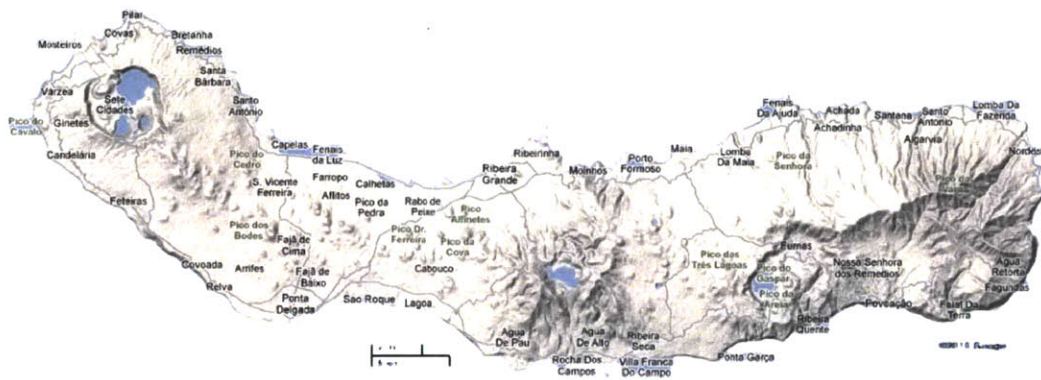 Pilar
Covas
Bretanha
Mosteiros
Remédios
Santa
Bárbara
Várzea
Sete
Cidades
Santo
António
Pico do
Cavalo
Ginetes
Candelária
Capelas
Fenais
da Luz
Pico do
Cedro
S. Vicente
Ferreira
Farropo
Aflitos
Calhetas
Pico da
Pedra
Rabo de
Peixe
Ribeira
Grande
Ribeirinha
Moinhos
Porto
Formoso
Maia
Lomba
Da Maia
Fenais
Da Ajuda
Achada
Achadinha
Santana
Santo
António
Lomba Da
Fazenda
Algarvia
Pico da
Senhora
Feteiras
Pico dos
Bodes
Fajã de
Cima
Pico Dr.
Ferreira
Pico
Alfinetes
Pico da
Cova
Covoada
Arrifes
Relva
Fajã de
Baixo
Ponta
Delgada
Cabouco
Sao Roque
Lagoa
Agua
De Pau
Agua
De Alto
Ribeira
Seca
Rocha Dos
Campos
Villa Franca
Do Campo
Ponta Garça
Pico das
Três Lagoas
Furnas
Pico do
Gaspar
Pico da
Areia
Ribeira
Quente
Nossa Senhora
dos Remedios
Povoação
Agua
Retorta
Fagundas
Faial Da
Terra